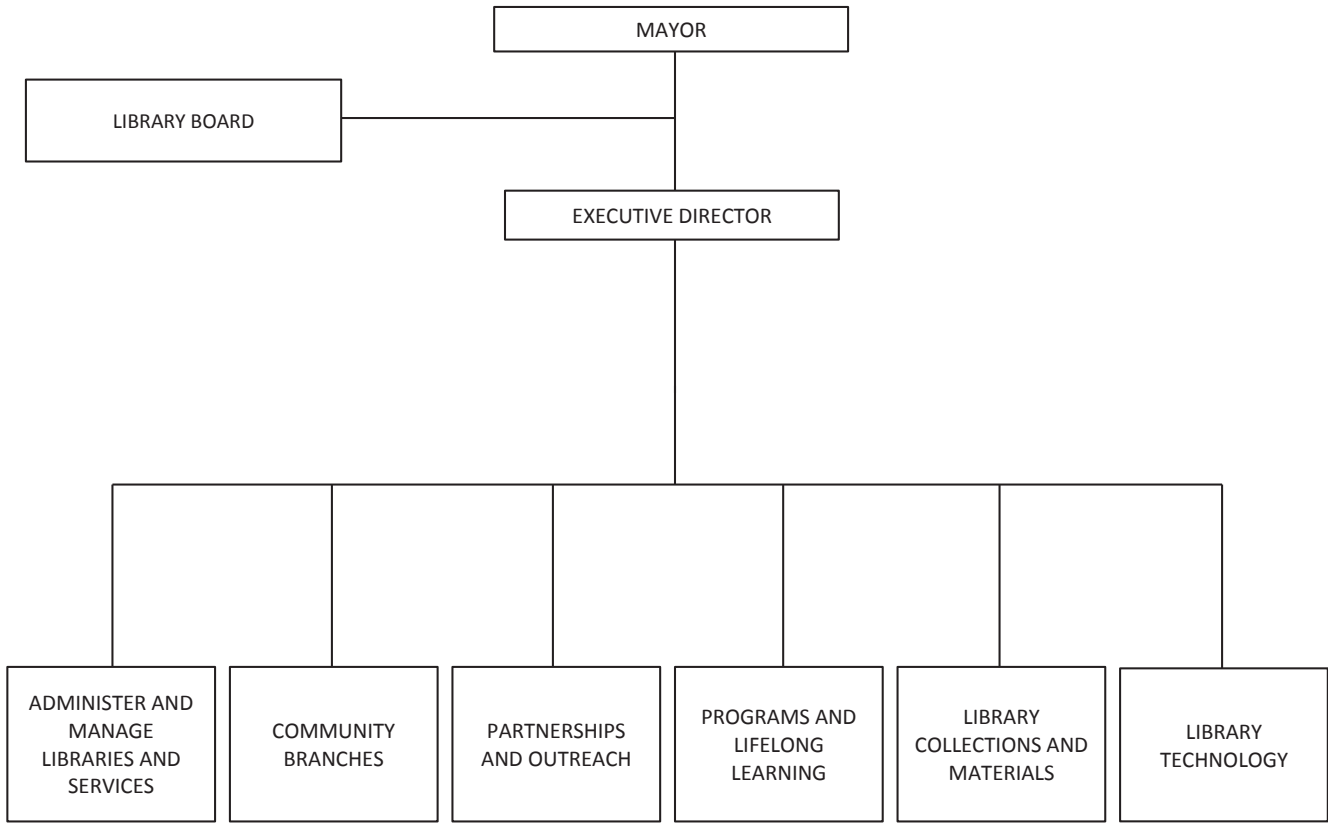 MAYOR
LIBRARY BOARD
EXECUTIVE DIRECTOR
ADMINISTER AND
MANAGE
LIBRARIES AND
SERVICES
COMMUNITY
BRANCHES
PARTNERSHIPS
AND OUTREACH
PROGRAMS AND
LIFELONG
LEARNING
LIBRARY
COLLECTIONS AND
MATERIALS
LIBRARY
TECHNOLOGY